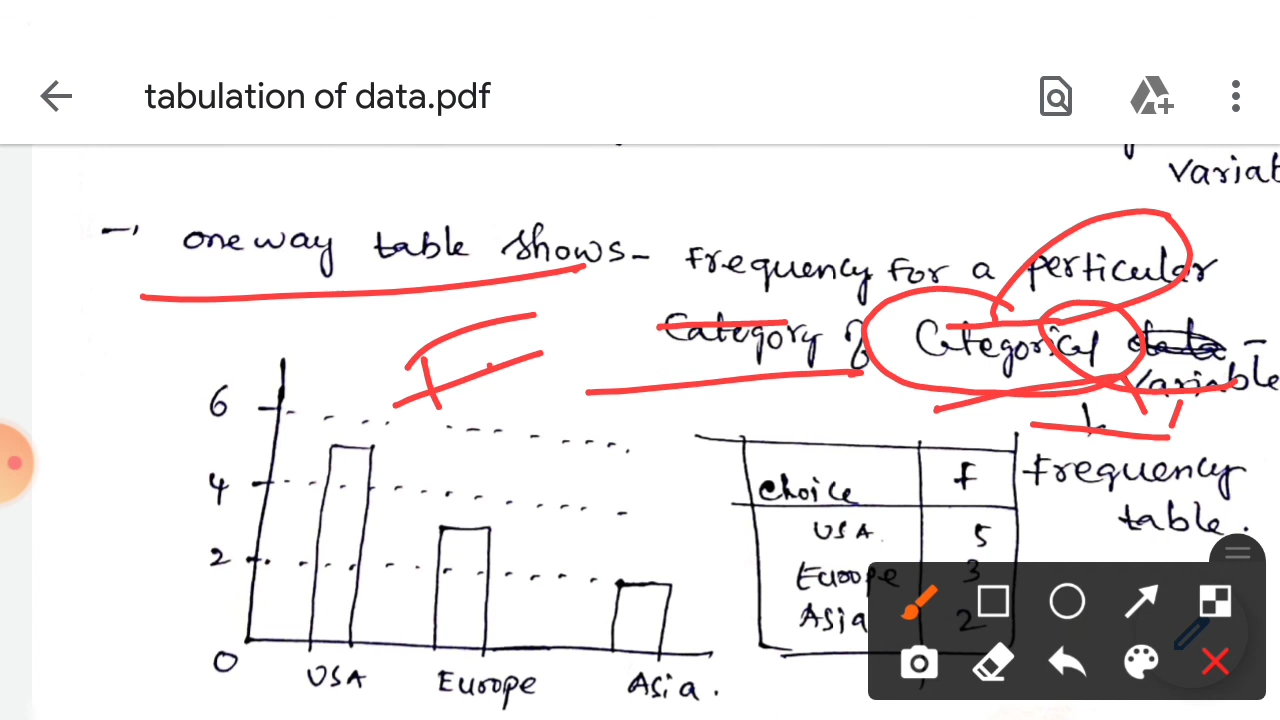 tabulation of data.pdf
variab
one way table shows - Frequency for a perticular
Category of Categorical data -
variable
Frequency
table.
6
4
2
0
USA Europe Asia.
Choice f
USA 5
Europe 3
Asia 2